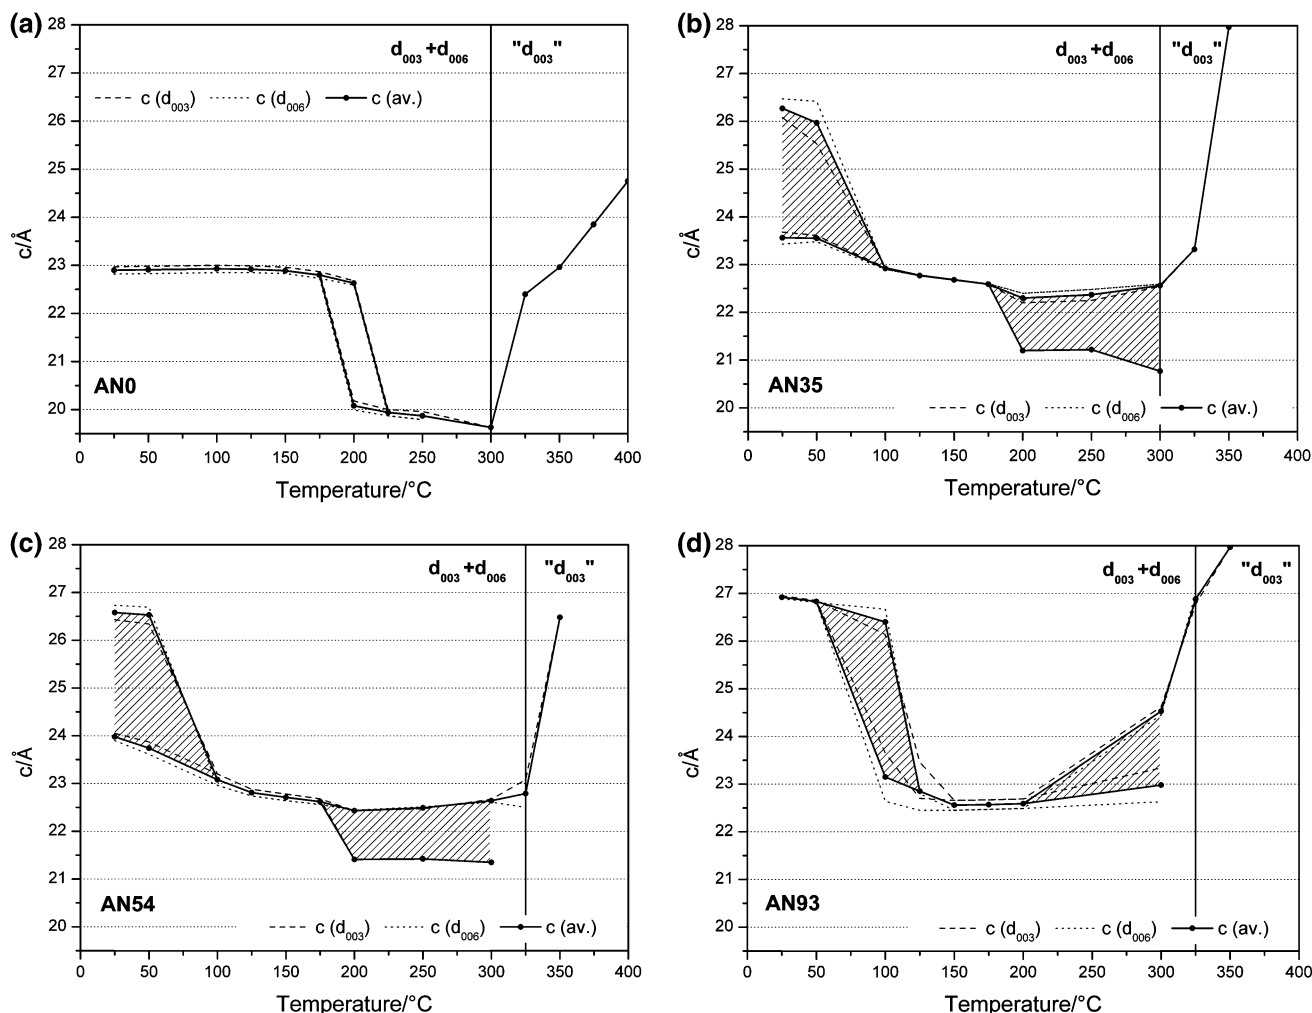 (a)
28
27
26
25
24
23
22
21
20
c/Å
d003+d006 "d003"
c (d003) c (d006) c (av.)
AN0
0 50 100 150 200 250 300 350 400
Temperature/°C
(b)
28
27
26
25
24
23
22
21
20
c/Å
d003+d006 "d003"
AN35
c (d003) c (d006) c (av.)
0 50 100 150 200 250 300 350 400
Temperature/°C
(c)
28
27
26
25
24
23
22
21
20
c/Å
d003+d006 "d003"
AN54
c (d003) c (d006) c (av.)
0 50 100 150 200 250 300 350 400
Temperature/°C
(d)
28
27
26
25
24
23
22
21
20
c/Å
d003+d006 "d003"
AN93
c (d003) c (d006) c (av.)
0 50 100 150 200 250 300 350 400
Temperature/°C